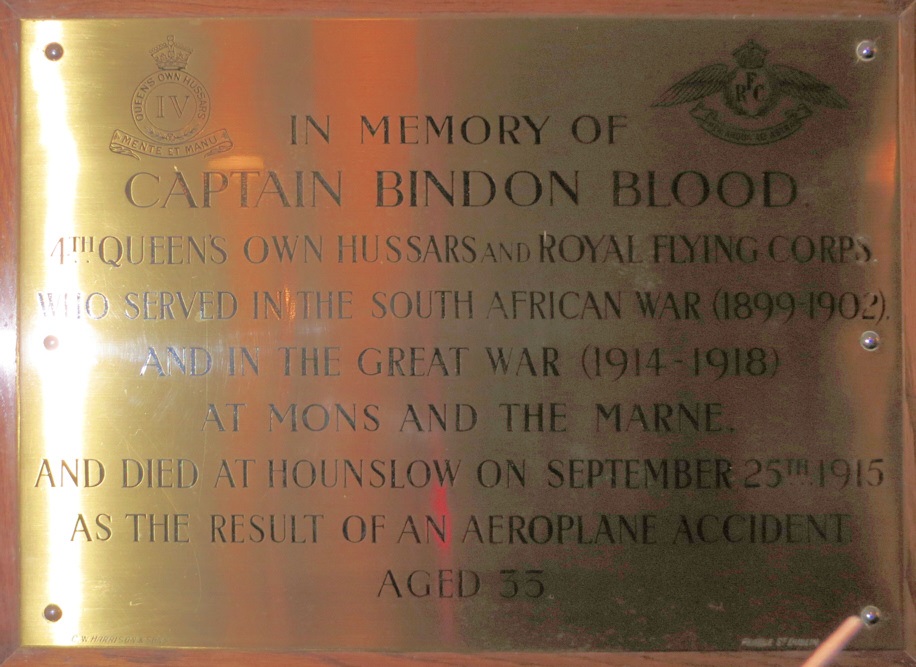 QUEEN'S OWN HUSSARS
IV
MENTE ET MANU
RFC
IN MEMORY OF
CAPTAIN BINDON BLOOD.
4TH QUEEN'S OWN HUSSARS AND ROYAL FLYING CORPS.
WHO SERVED IN THE SOUTH AFRICAN WAR (1899-1902).
AND IN THE GREAT WAR (1914-1918)
AT MONS AND THE MARNE.
AND DIED AT HOUNSLOW ON SEPTEMBER 25TH 1915
AS THE RESULT OF AN AEROPLANE ACCIDENT
AGED 33
C. W. HARRISON &